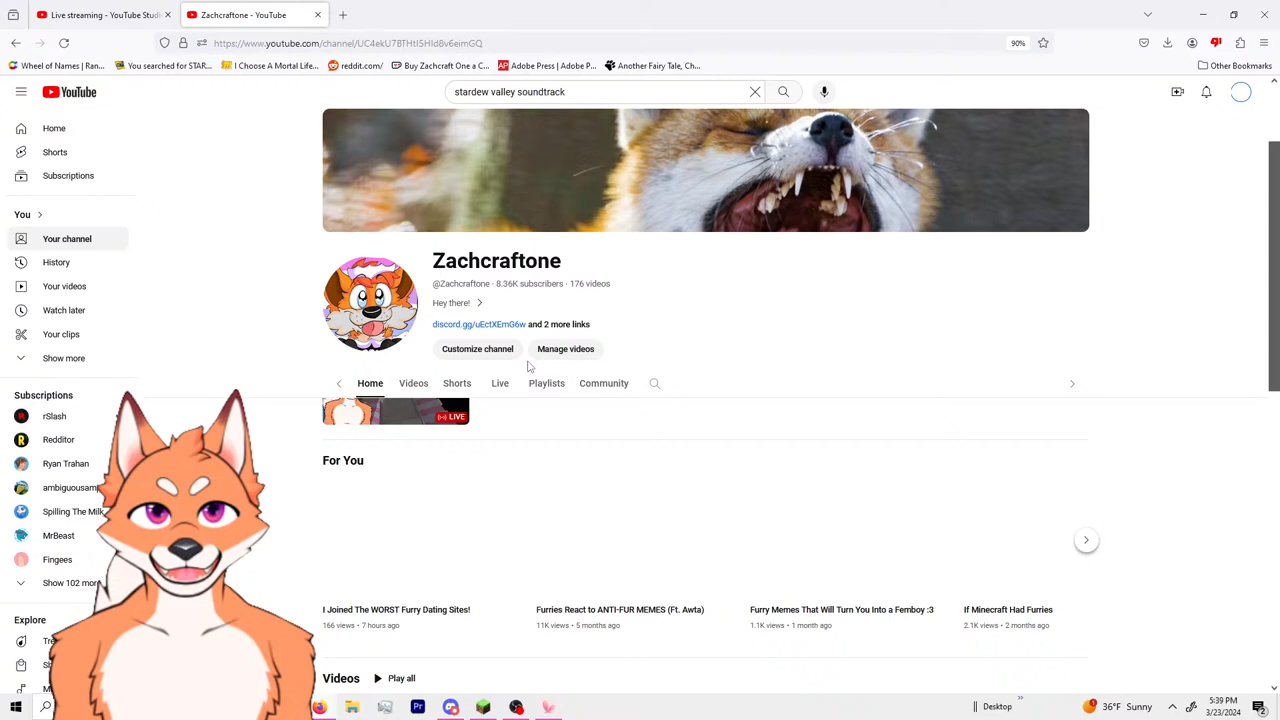 Live streaming - YouTube Studi
Zachcraftone - YouTube
https://www.youtube.com/channel/UC4ekU7BTHtI5HId8v6eimGQ
90%
Wheel of Names | Ran...
You searched for STAR...
I Choose A Mortal Life...
reddit.com/
Buy Zachcraft One a C...
Adobe Press | Adobe P...
Another Fairy Tale, Ch...
Other Bookmarks
YouTube
stardew valley soundtrack
Home
Shorts
Subscriptions
You
Your channel
History
Your videos
Watch later
Your clips
Show more
Subscriptions
rSlash
Redditor
Ryan Trahan
ambiguousam
Spilling The Milk
MrBeast
Fingees
Show 102 more
Explore
Tre
Sh
M
Zachcraftone
@Zachcraftone · 8.36K subscribers · 176 videos
Hey there!
discord.gg/uEctXEmG6w and 2 more links
Customize channel
Manage videos
Home
Videos
Shorts
Live
Playlists
Community
LIVE
For You
I Joined The WORST Furry Dating Sites!
166 views • 7 hours ago
Furries React to ANTI-FUR MEMES (Ft. Awta)
11K views • 5 months ago
Furry Memes That Will Turn You Into a Femboy :3
1.1K views • 1 month ago
If Minecraft Had Furries
2.1K views • 2 months ago
Videos
Play all
Pr
Desktop
36°F Sunny
5:39 PM
3/23/2024